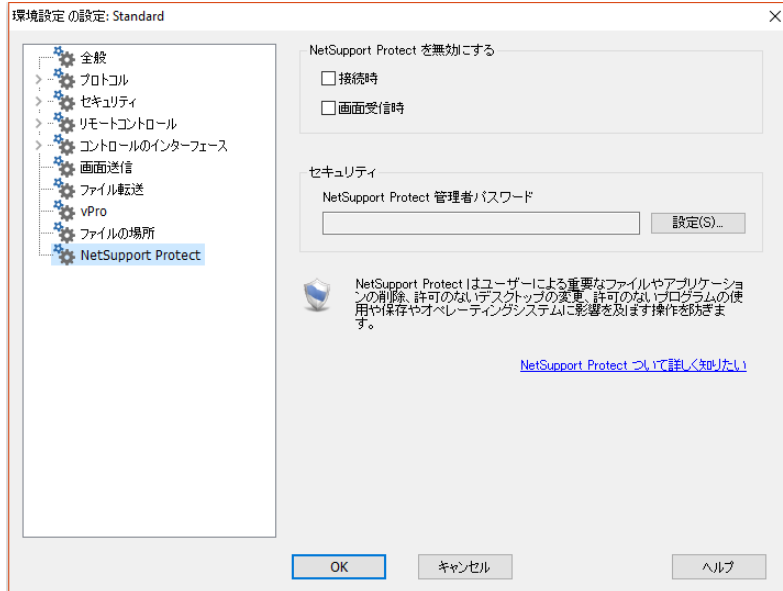 環境設定 の設定: Standard
全般
プロトコル
セキュリティ
リモートコントロール
コントロールのインターフェース
画面送信
ファイル転送
vPro
ファイルの場所
NetSupport Protect
NetSupport Protect を無効にする
接続時
画面受信時
セキュリティ
NetSupport Protect 管理者パスワード
設定(S)...
NetSupport Protect はユーザーによる重要なファイルやアプリケーショ
ンの削除、許可のないデスクトップの変更、許可のないプログラムの使
用や保存やオペレーティングシステムに影響を及ぼす操作を防ぎま
す。
NetSupport Protect ついて詳しく知りたい
OK
キャンセル
ヘルプ